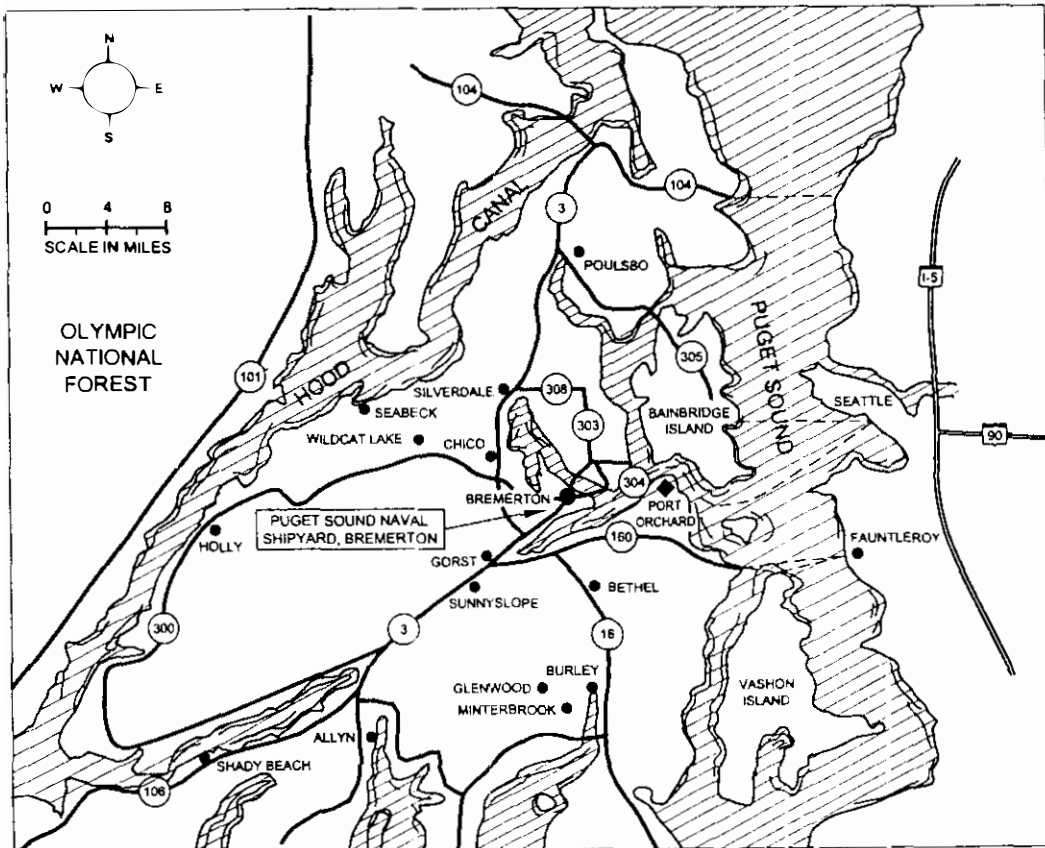 N
W E
S
0 4 8
SCALE IN MILES
OLYMPIC
NATIONAL
FOREST
104
CANAL
104
3
POULSBO
I-5
PUGET SOUND
305
101
HOOD
SILVERDALE
308
SEABECK
BAINBRIDGE
ISLAND
SEATTLE
303
WILDCAT LAKE
CHICO
90
304
BREMERTON
PORT
ORCHARD
PUGET SOUND NAVAL
SHIPYARD, BREMERTON
HOLLY
160
GORST
FAUNTLEROY
SUNNYSLOPE
BETHEL
300
3
16
BURLEY
GLENWOOD
MINTERBROOK
VASHON
ISLAND
ALLYN
SHADY BEACH
106